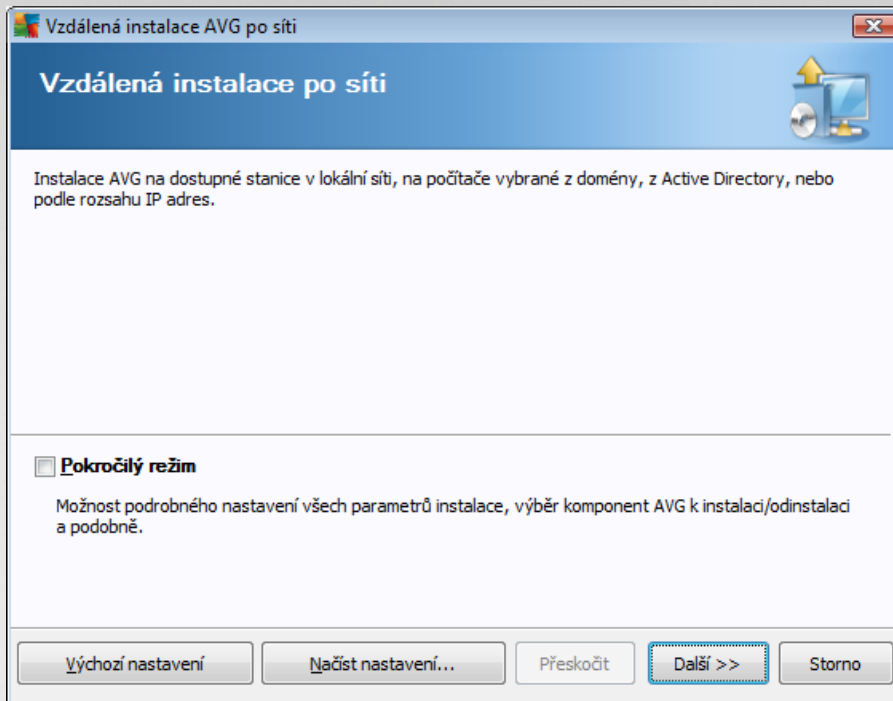 Vzdálená instalace AVG po síti
Vzdálená instalace po síti
Instalace AVG na dostupné stanice v lokální síti, na počítače vybrané z domény, z Active Directory, nebo
podle rozsahu IP adres.
Pokročilý režim
Možnost podrobného nastavení všech parametrů instalace, výběr komponent AVG k instalaci/odinstalaci
a podobně.
Výchozí nastavení Načíst nastavení... Přeskočit Další >> Storno